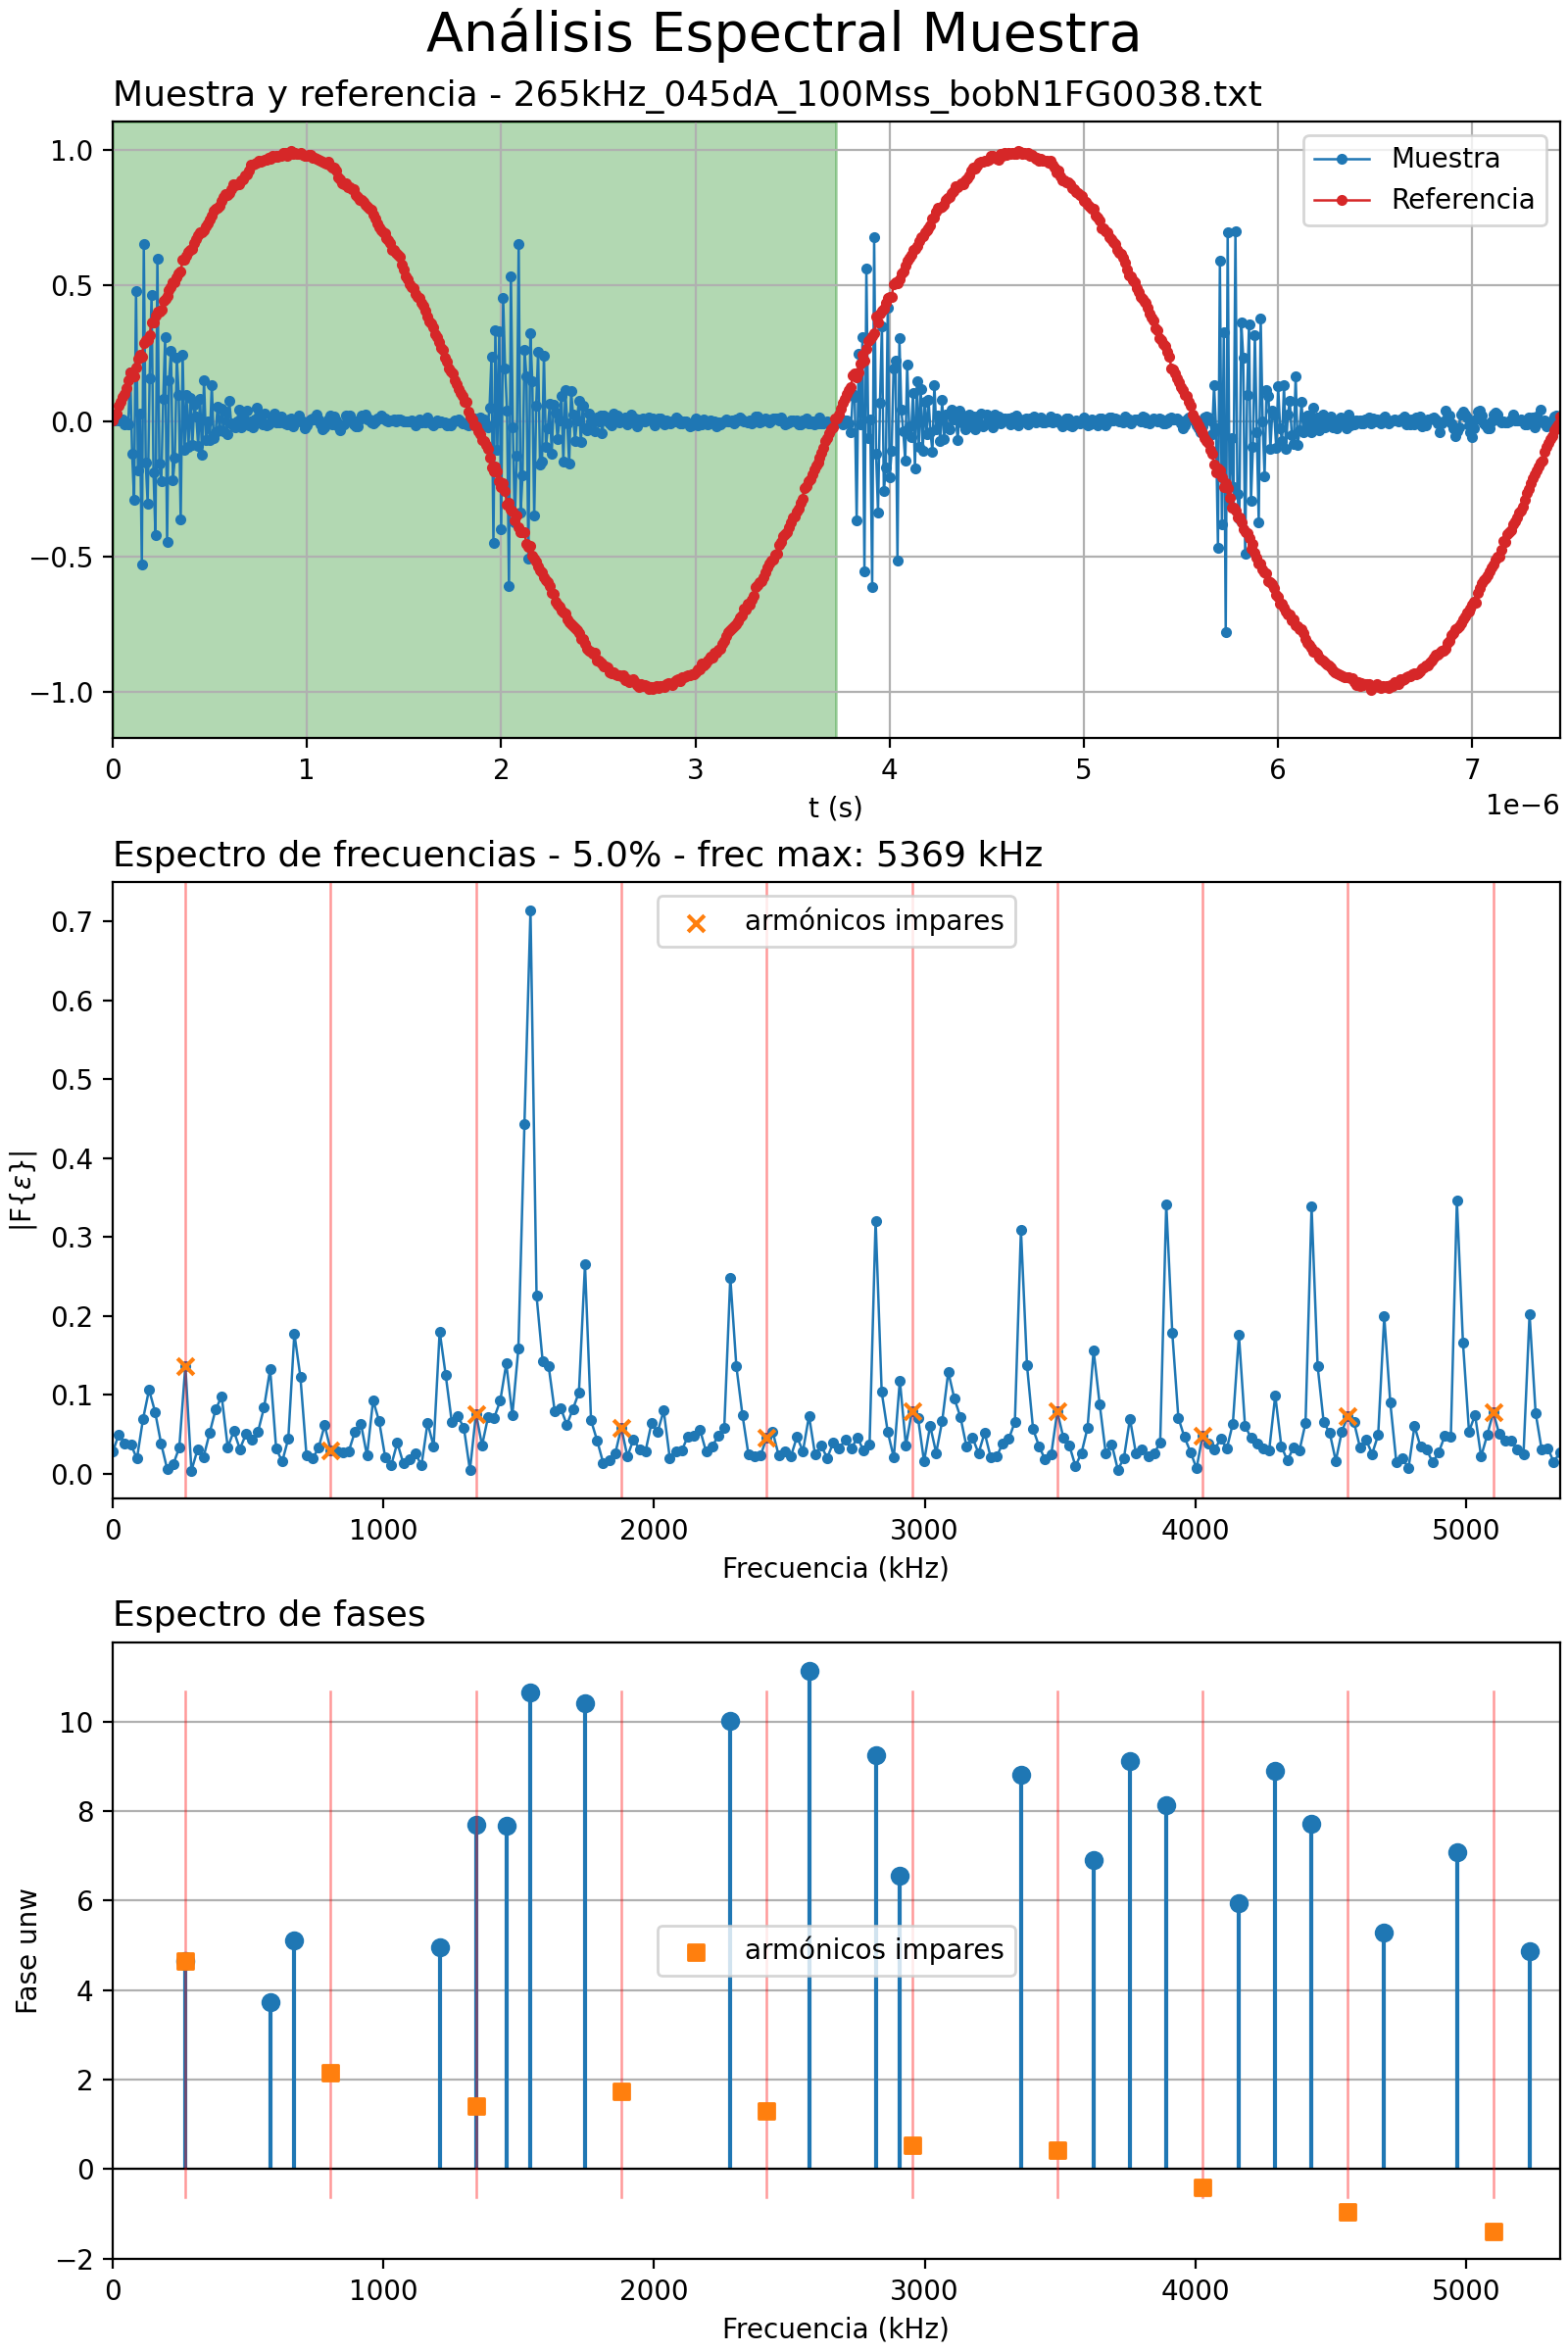 Análisis Espectral Muestra
Muestra y referencia - 265kHz_045dA_100Mss_bobN1FG0038.txt
Muestra
Referencia
1.0
0.5
0.0
−0.5
−1.0
0 1 2 3 4 5 6 7
t (s)
1e−6
Espectro de frecuencias - 5.0% - frec max: 5369 kHz
armónicos impares
|F{ε}|
0.7
0.6
0.5
0.4
0.3
0.2
0.1
0.0
0 1000 2000 3000 4000 5000
Frecuencia (kHz)
Espectro de fases
armónicos impares
Fase unw
10
8
6
4
2
0
−2
0 1000 2000 3000 4000 5000
Frecuencia (kHz)